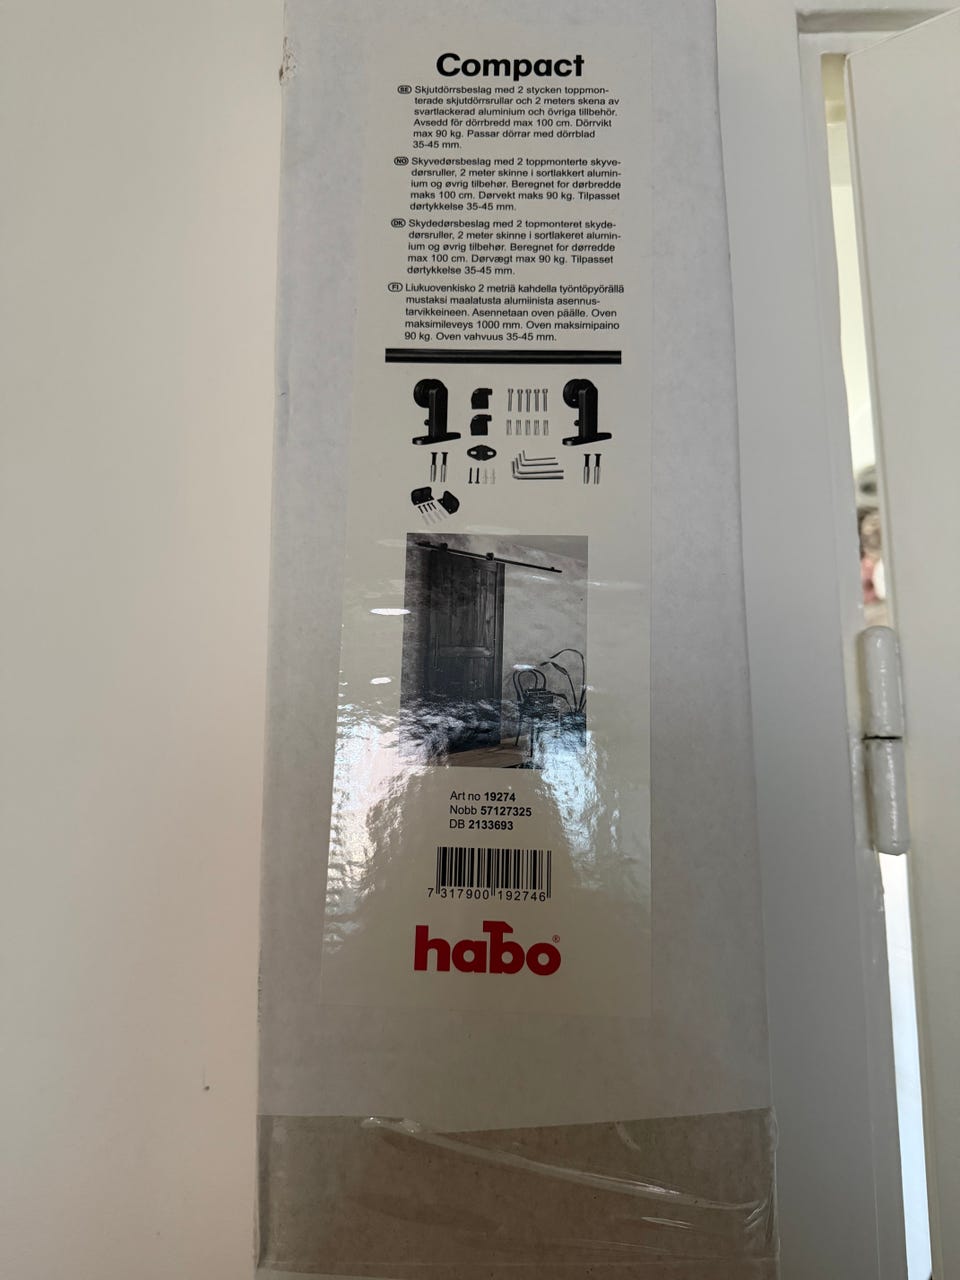 Compact
SE Skjutdörrsbeslag med 2 stycken toppmon-
terade skjutdörrsrullar och 2 meters skena av
svartlackerad aluminium och övriga tillbehör.
Avsedd för dörrbredd max 100 cm. Dörrvikt
max 90 kg. Passar dörrar med dörrblad
35-45 mm.
NO Skyvedørsbeslag med 2 toppmonterte skyve-
dørsruller, 2 meter skinne i sortlakkert alumin-
ium og øvrig tilbehør. Beregnet for dørbredde
maks 100 cm. Dørvekt maks 90 kg. Tilpasset
dørtykkelse 35-45 mm.
DK Skydedørsbeslag med 2 topmonteret skyde-
dørsruller, 2 meter skinne i sortlakeret alumin-
ium og øvrig tilbehør. Beregnet for dørredde
max 100 cm. Dørvægt max 90 kg. Tilpasset
dørtykkelse 35-45 mm.
FI Liukuovenkisko 2 metriä kahdella työntöpyörällä
mustaksi maalatusta alumiinista asennus-
tarvikkeineen. Asennetaan oven päälle. Oven
maksimileveys 1000 mm. Oven maksimipaino
90 kg. Oven vahvuus 35-45 mm.
Art no 19274
Nobb 57127325
DB 2133693
7 317900 192746
habo®